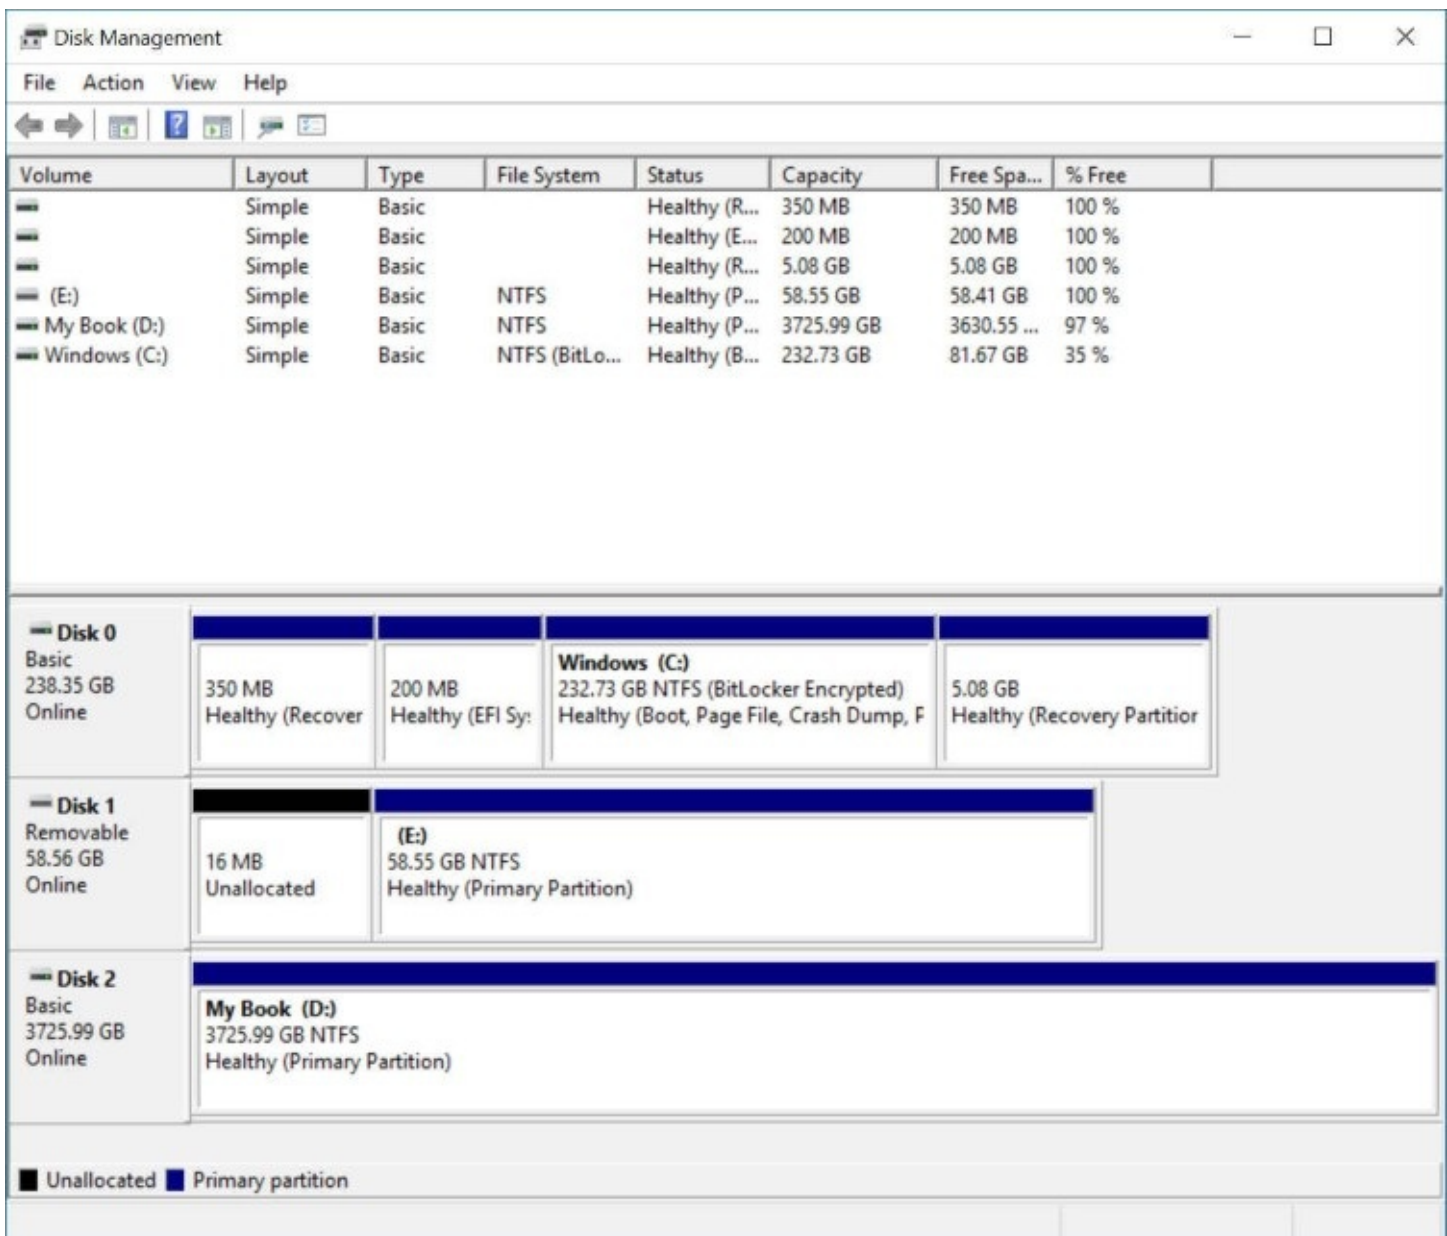 Disk Management
File Action View Help
Volume Layout Type File System Status Capacity Free Spa... % Free
Simple Basic Healthy (R... 350 MB 350 MB 100 %
Simple Basic Healthy (E... 200 MB 200 MB 100 %
Simple Basic Healthy (R... 5.08 GB 5.08 GB 100 %
(E:) Simple Basic NTFS Healthy (P... 58.55 GB 58.41 GB 100 %
My Book (D:) Simple Basic NTFS Healthy (P... 3725.99 GB 3630.55 ... 97 %
Windows (C:) Simple Basic NTFS (BitLo... Healthy (B... 232.73 GB 81.67 GB 35 %
Disk 0
Basic
238.35 GB
Online
350 MB
Healthy (Recover
200 MB
Healthy (EFI Sy:
Windows (C:)
232.73 GB NTFS (BitLocker Encrypted)
Healthy (Boot, Page File, Crash Dump, F
5.08 GB
Healthy (Recovery Partitior
Disk 1
Removable
58.56 GB
Online
16 MB
Unallocated
(E:)
58.55 GB NTFS
Healthy (Primary Partition)
Disk 2
Basic
3725.99 GB
Online
My Book (D:)
3725.99 GB NTFS
Healthy (Primary Partition)
Unallocated Primary partition